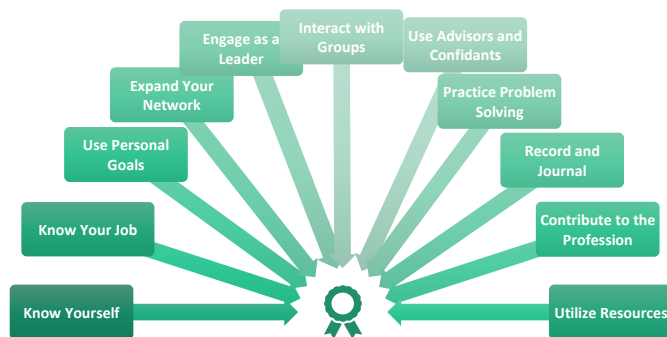 Know Yourself
Know Your Job
Use Personal
Goals
Expand Your
Network
Engage as a
Leader
Interact with
Groups
Use Advisors and
Confidants
Practice Problem
Solving
Record and
Journal
Contribute to the
Profession
Utilize Resources